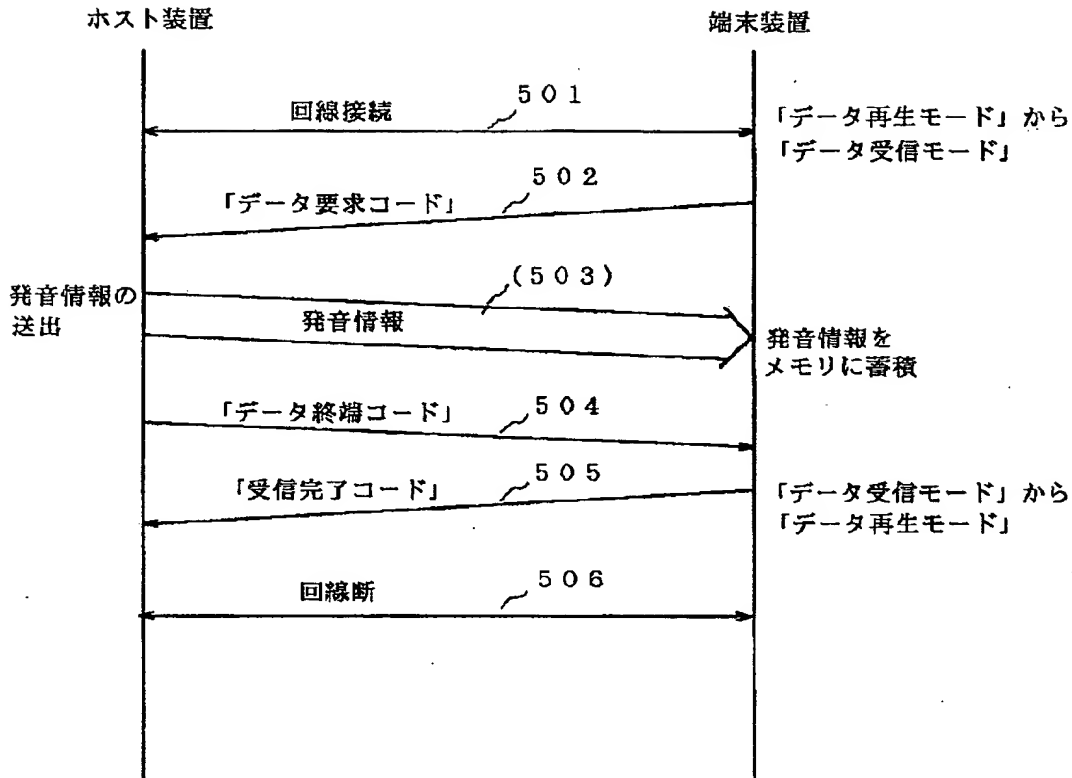 ホスト装置
端末装置
回線接続
501
「データ再生モード」から
「データ受信モード」
「データ要求コード」
502
発音情報の
送出
(503)
発音情報
発音情報を
メモリに蓄積
「データ終端コード」
504
「受信完了コード」
505
「データ受信モード」から
「データ再生モード」
回線断
506